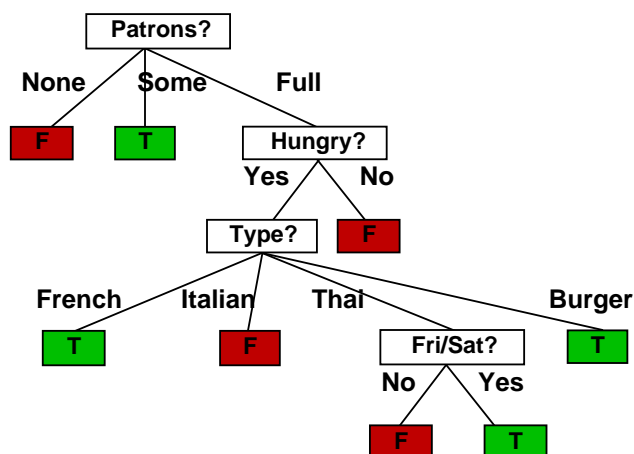 Patrons?
None Some Full
F T Hungry?
Yes No
Type? F
French Italian Thai Burger
T F Fri/Sat? T
No Yes
F T